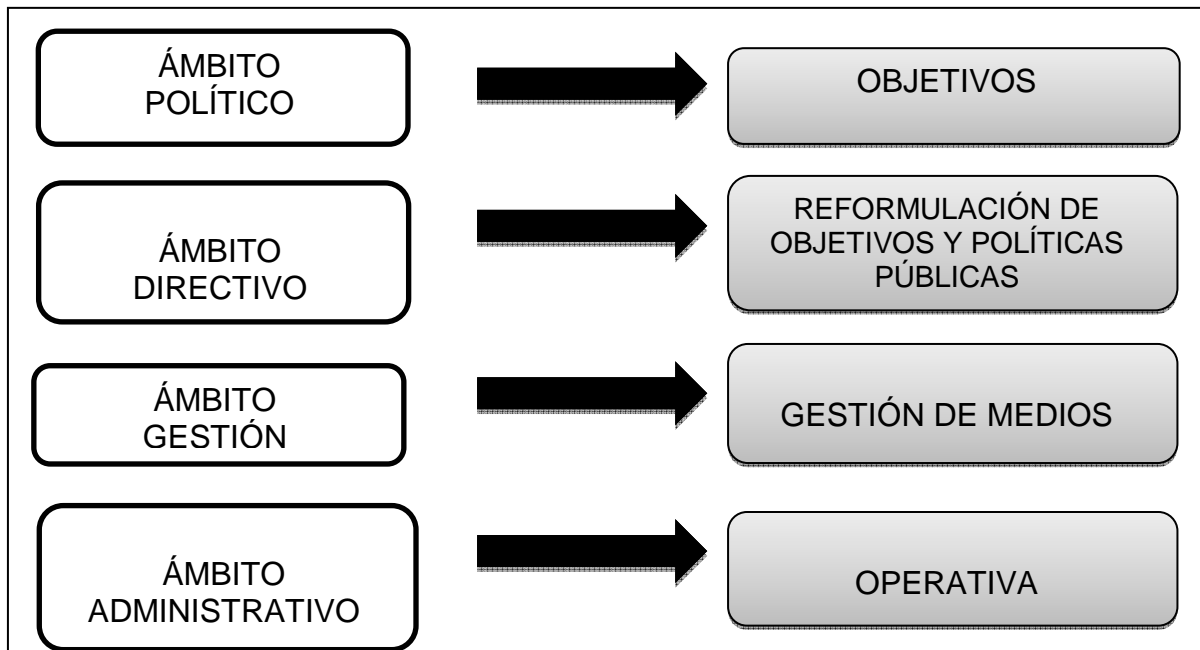 ÁMBITO
POLÍTICO
OBJETIVOS
ÁMBITO
DIRECTIVO
REFORMULACIÓN DE
OBJETIVOS Y POLÍTICAS
PÚBLICAS
ÁMBITO
GESTIÓN
GESTIÓN DE MEDIOS
ÁMBITO
ADMINISTRATIVO
OPERATIVA